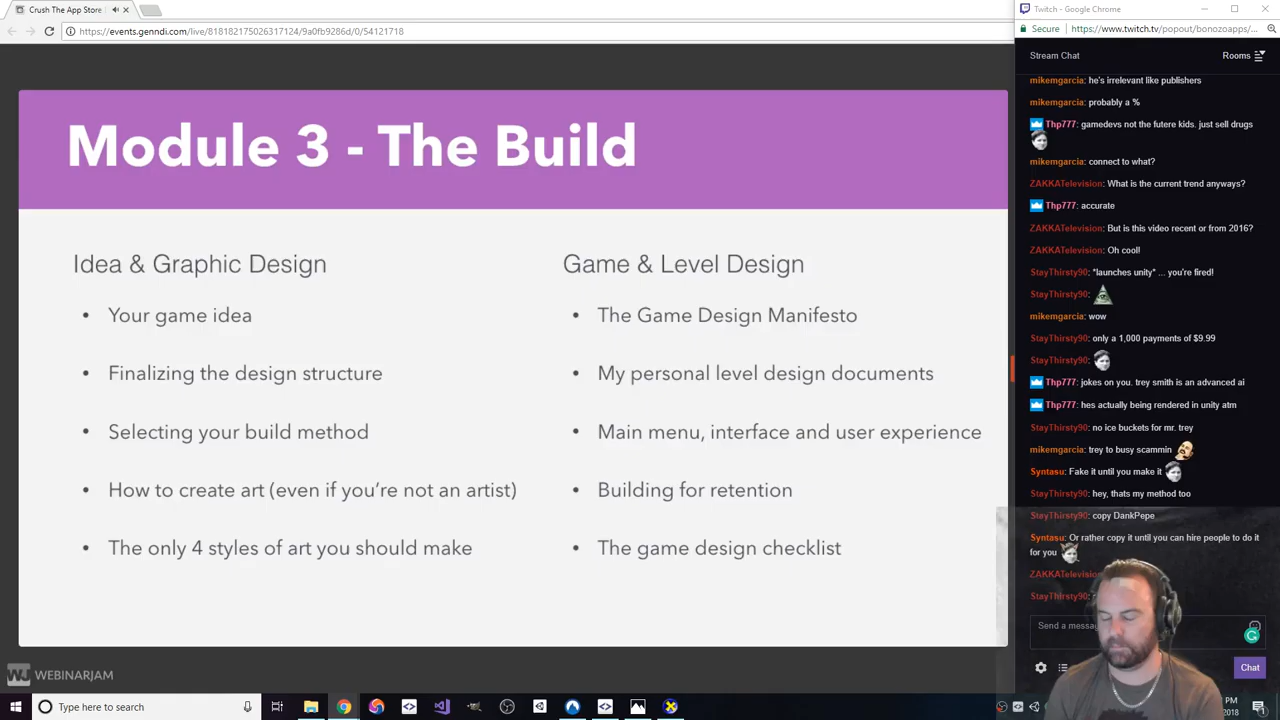 Crush The App Store
Twitch - Google Chrome
https://events.genndi.com/live/818182175026317124/9a0fb9286d/0/54121718
Secure https://www.twitch.tv/popout/bonozoapps/...
Stream Chat Rooms
Module 3 - The Build
Idea & Graphic Design
• Your game idea
• Finalizing the design structure
• Selecting your build method
• How to create art (even if you're not an artist)
• The only 4 styles of art you should make
Game & Level Design
• The Game Design Manifesto
• My personal level design documents
• Main menu, interface and user experience
• Building for retention
• The game design checklist
WJ WEBINARJAM
mikemgarcia: he's irrelevant like publishers
mikemgarcia: probably a %
Thp777: gamedevs not the futere kids. just sell drugs
mikemgarcia: connect to what?
ZAKKATelevision: What is the current trend anyways?
Thp777: accurate
ZAKKATelevision: But is this video recent or from 2016?
ZAKKATelevision: Oh cool!
StayThirsty90: *launches unity* ... you're fired!
StayThirsty90:
mikemgarcia: wow
StayThirsty90: only a 1,000 payments of $9.99
StayThirsty90:
Thp777: jokes on you. trey smith is an advanced ai
Thp777: hes actually being rendered in unity atm
StayThirsty90: no ice buckets for mr. trey
mikemgarcia: trey to busy scammin
Syntasu: Fake it until you make it
StayThirsty90: hey, thats my method too
StayThirsty90: copy DankPepe
Syntasu: Or rather copy it until you can hire people to do it
for you
ZAKKATelevision
StayThirsty90:
Send a messa
Chat
Type here to search
PM
2018